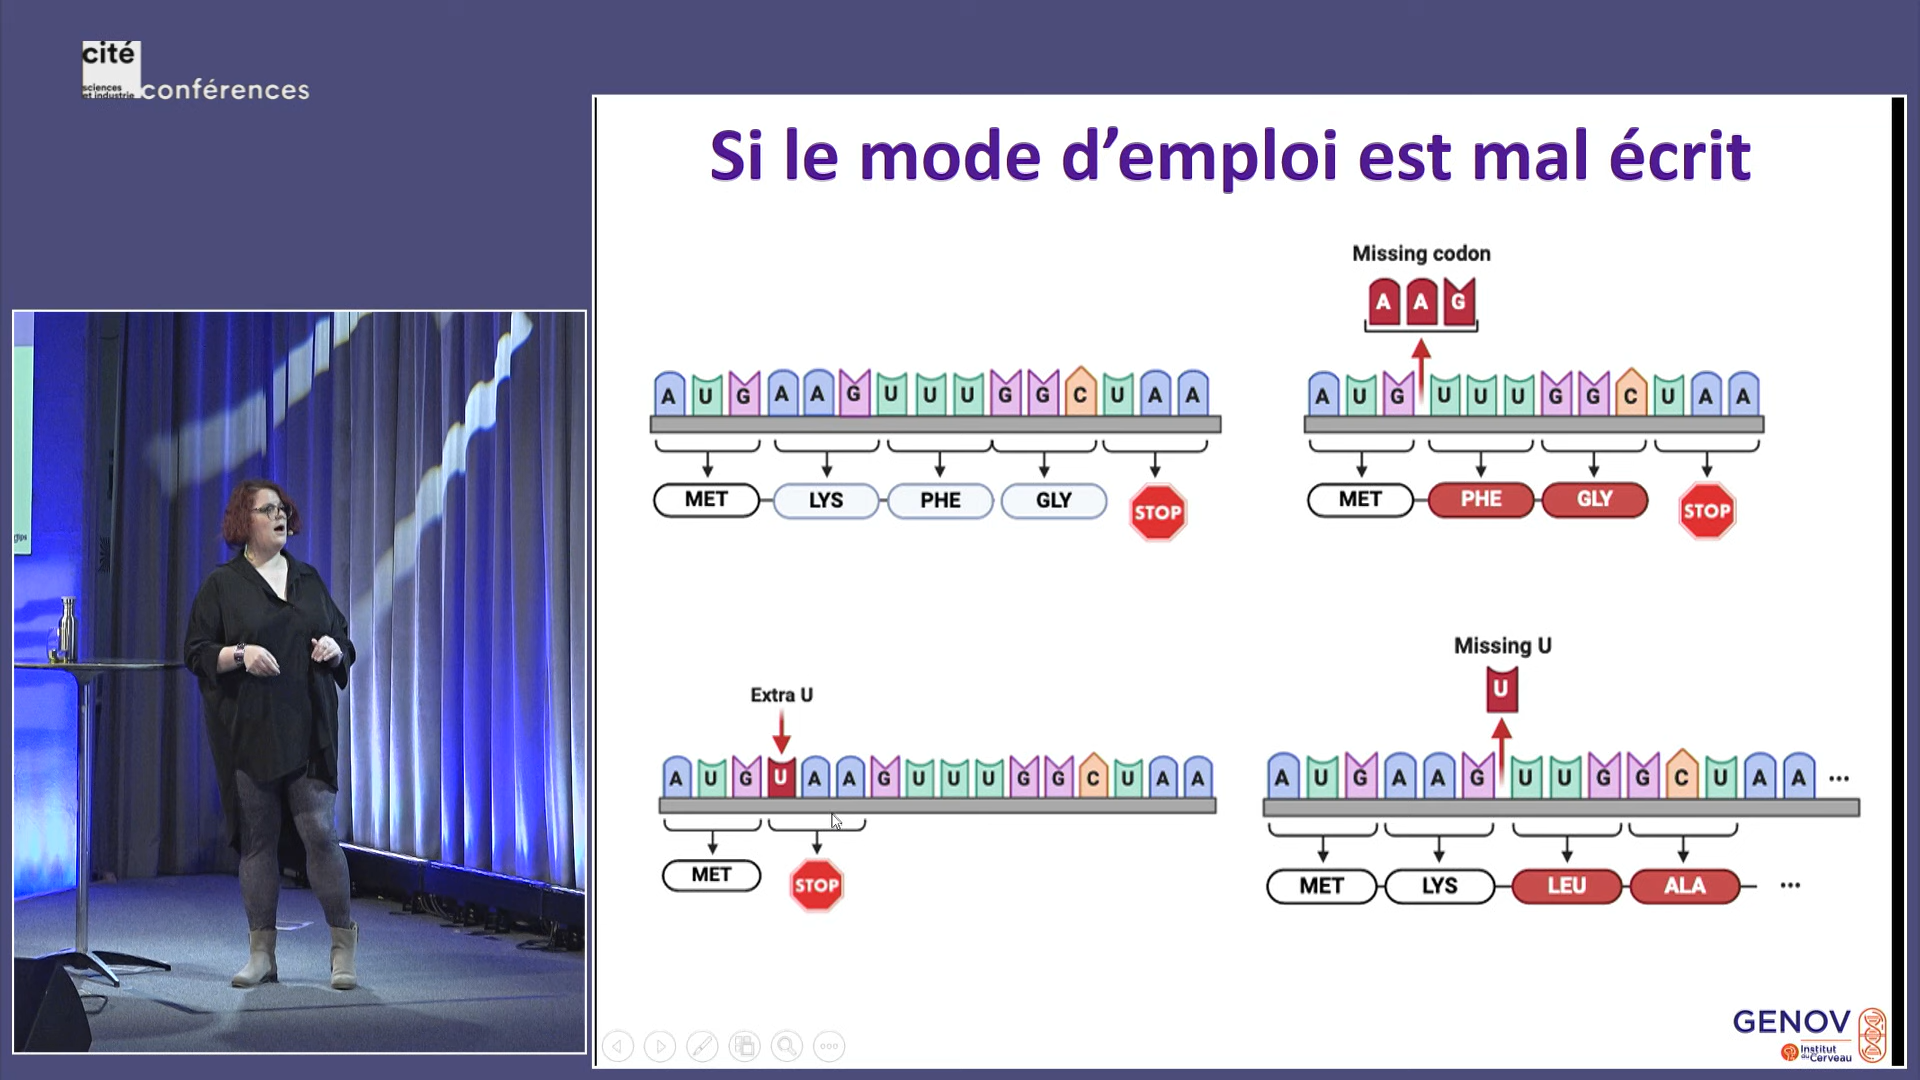 cité
sciences
et industrie
conférences
Si le mode d’emploi est mal écrit
Missing codon
A A G
A U G A A G U U U G G C U A A
A U G U U U G G C U A A
MET LYS PHE GLY STOP
MET PHE GLY STOP
Missing U
U
Extra U
A U G U A A G U U U G G C U A A
A U G A A G U U G G C U A A ...
MET STOP
MET LYS LEU ALA ...
GENOV
Institut
du Cerveau